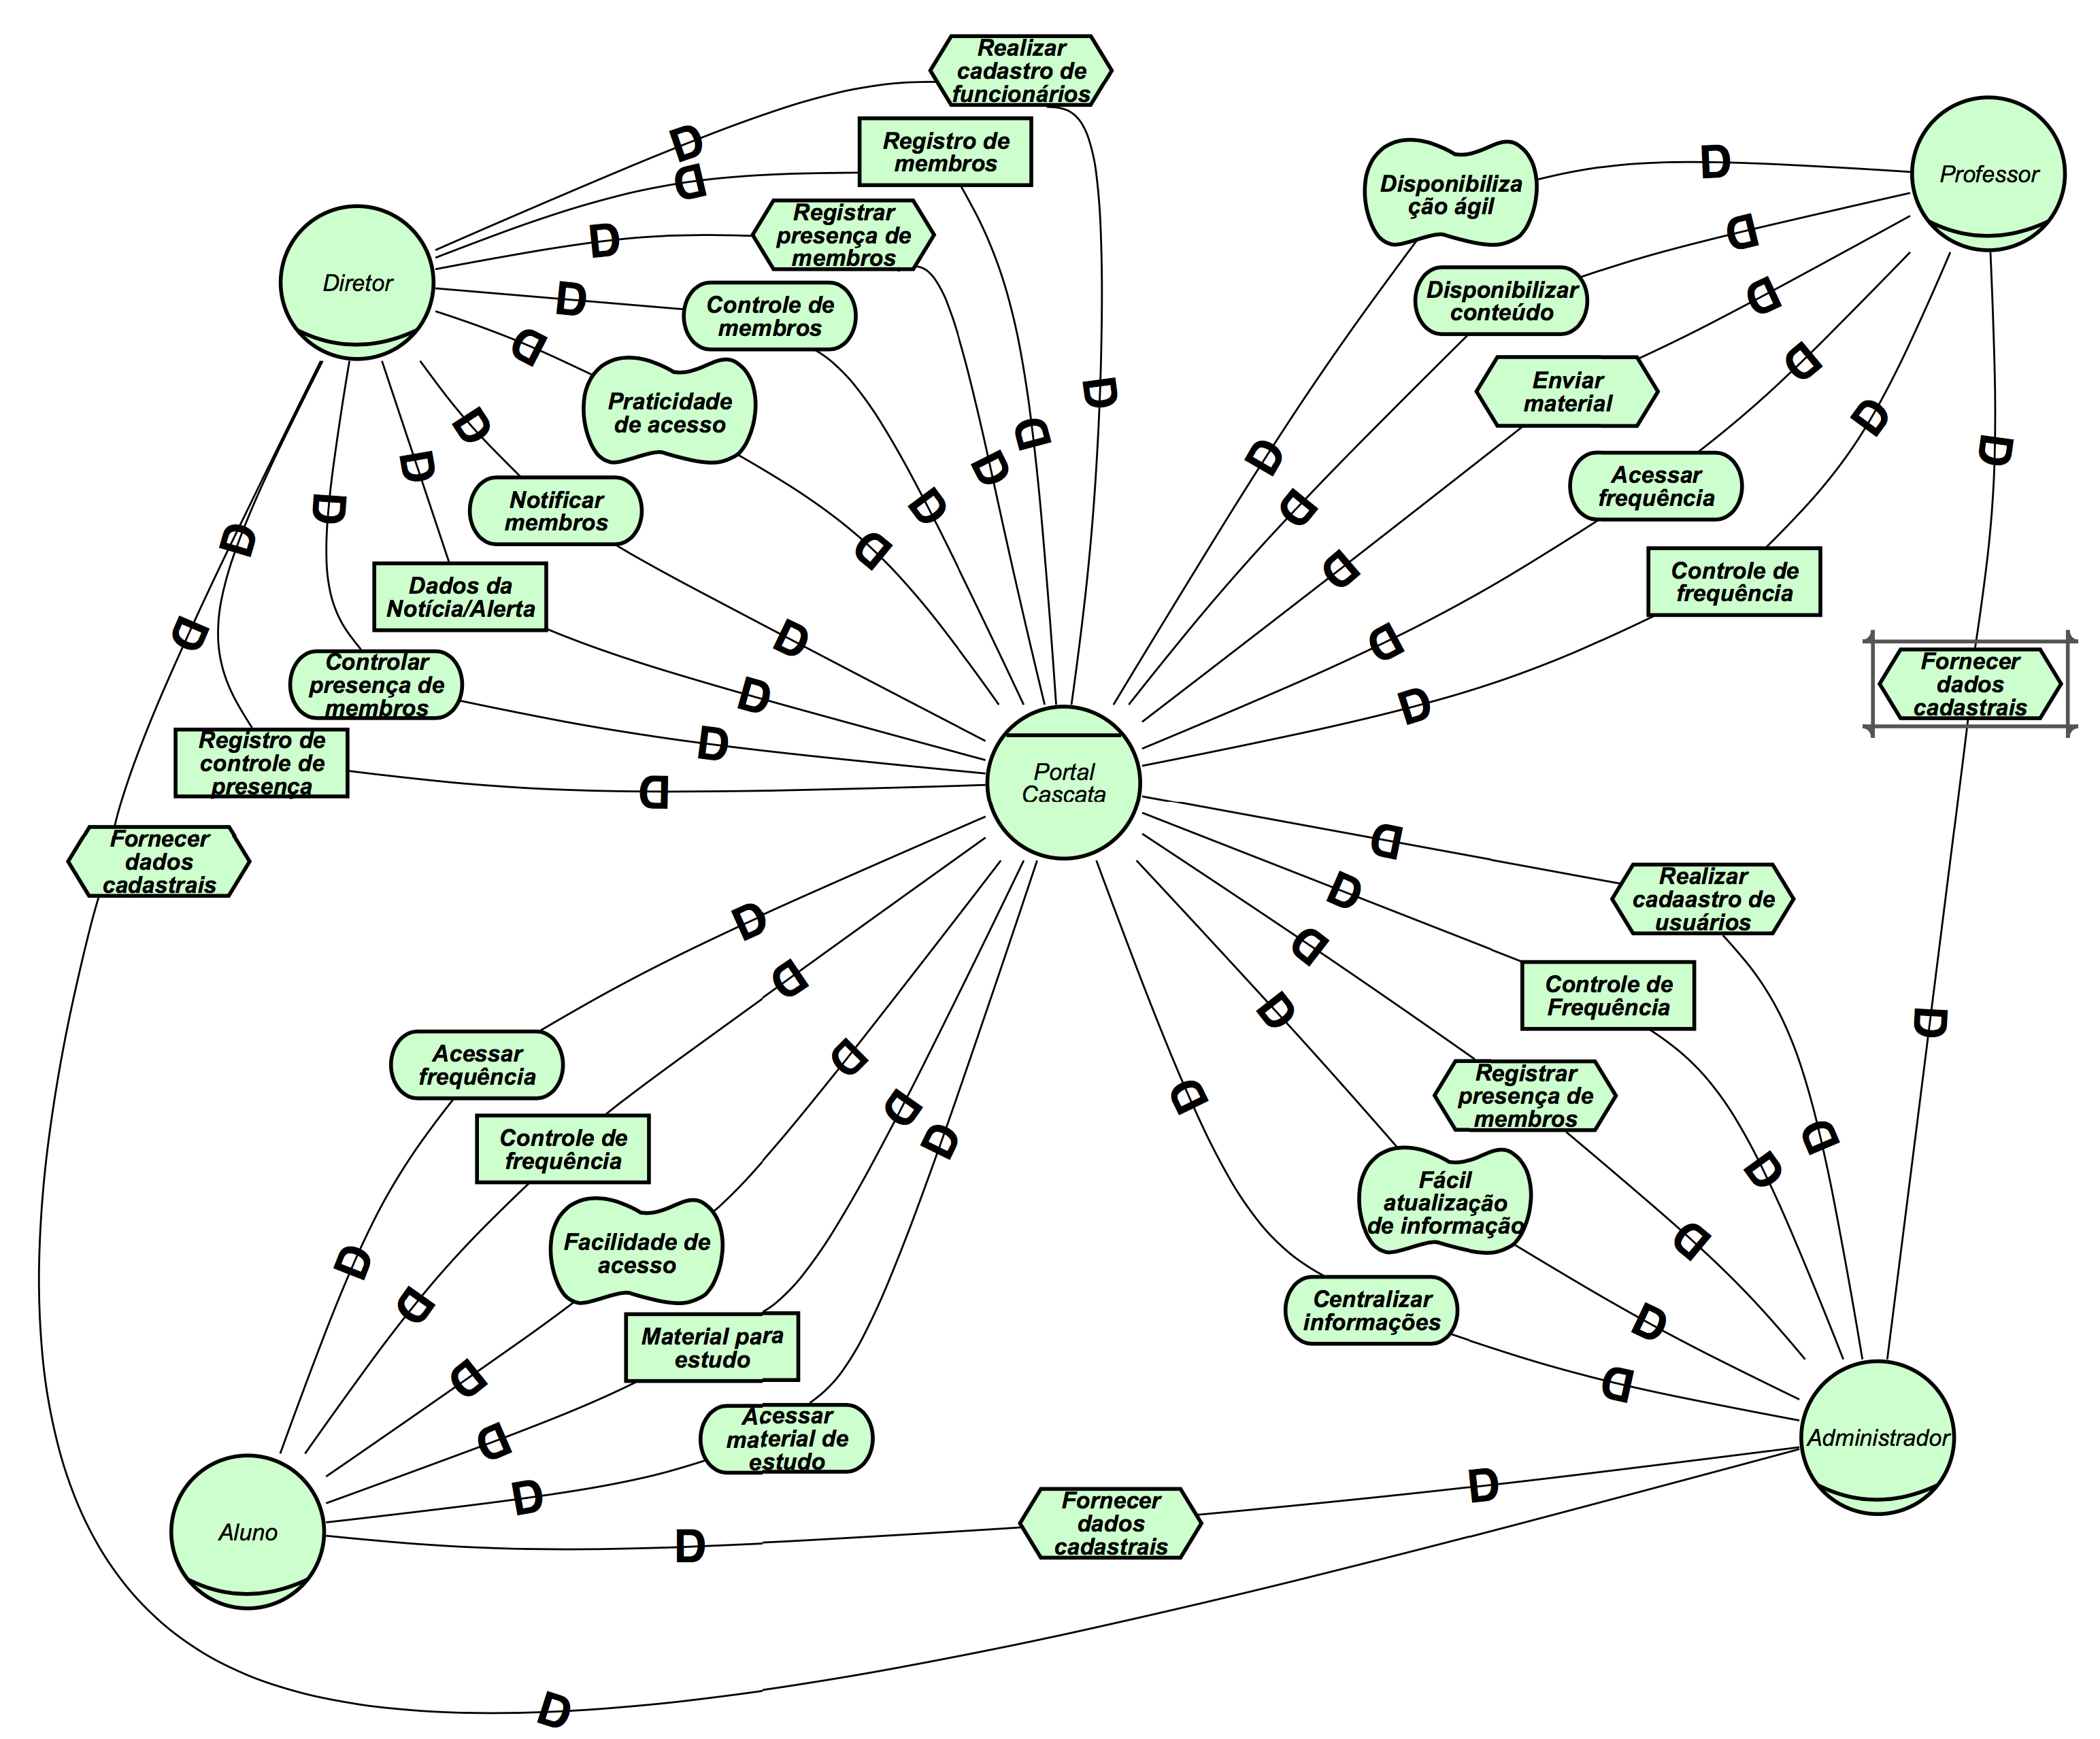 Realizar
cadastro de
funcionários
D
Registro de
membros
D
Registrar
presença de
membros
D
Diretor
D
Controle de
membros
D
Praticidade
de acesso
D
Notificar
membros
D
Dados da
Notícia/Alerta
D
Controlar
presença de
membros
D
Registro de
controle de
presença
D
Fornecer
dados
cadastrais
D
D
D
D
D
D
D
D
D
D
Professor
D
Disponibiliza
ção ágil
D
Disponibilizar
conteúdo
D
Enviar
material
D
Acessar
frequência
D
Controle de
frequência
D
Fornecer
dados
cadastrais
D
D
D
D
D
D
Portal
Cascata
D
Realizar
cadaastro de
usuários
D
Controle de
Frequência
D
Registrar
presença de
membros
D
Fácil
atualização
de informação
D
Centralizar
informações
D
D
D
D
D
Administrador
D
D
D
D
D
D
Acessar
frequência
Controle de
frequência
Facilidade de
acesso
Material para
estudo
Acessar
material de
estudo
D
D
D
D
D
Aluno
D
Fornecer
dados
cadastrais
D
D